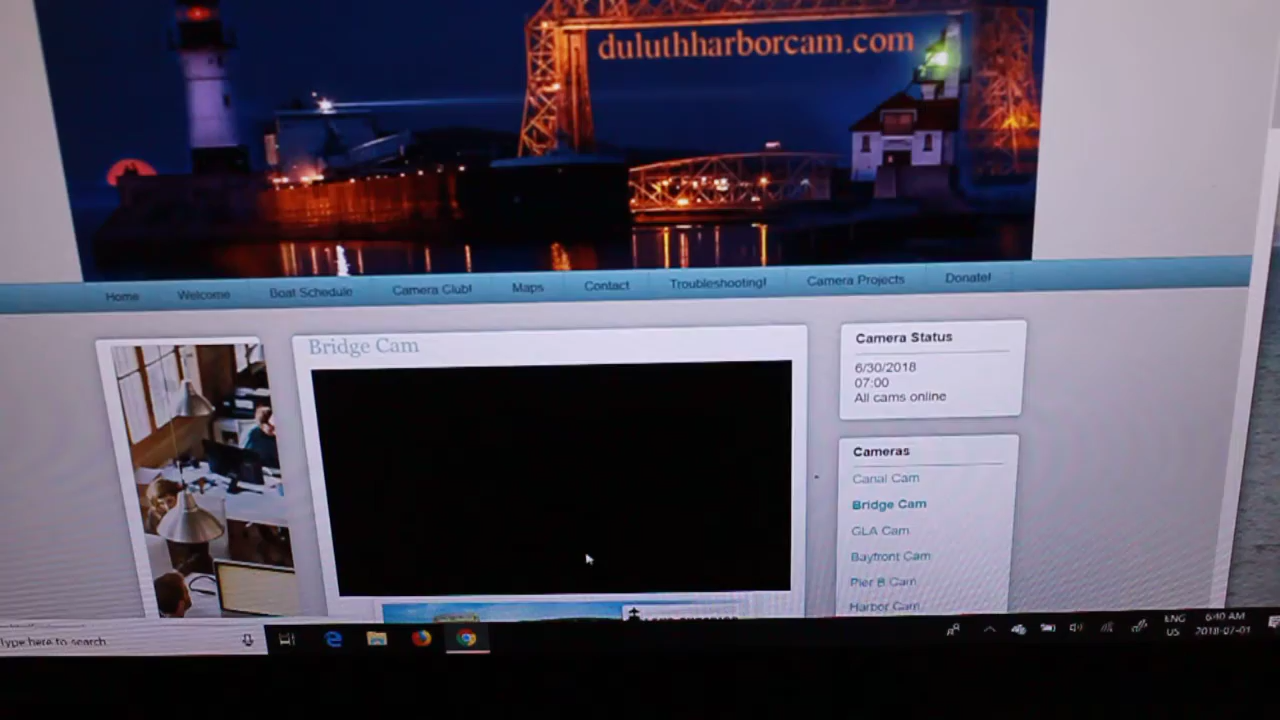 duluthharborcam.com
Home Welcome Boat Schedule Camera Club! Maps Contact Troubleshooting! Camera Projects Donate!
Bridge Cam
Camera Status
6/30/2018
07:00
All cams online
Cameras
Canal Cam
Bridge Cam
GLA Cam
Bayfront Cam
Pier B Cam
Harbor Cam
Type here to search
ENG
US
6:40 AM
2018-07-01